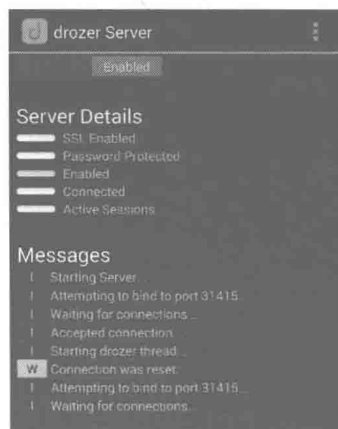 drozer Server
Enabled
Server Details
SSL Enabled
Password Protected
Enabled
Connected
Active Sessions
Messages
I Starting Server...
I Attempting to bind to port 31415...
I Waiting for connections...
I Accepted connection...
I Starting drozer thread...
W Connection was reset.
I Attempting to bind to port 31415...
I Waiting for connections...